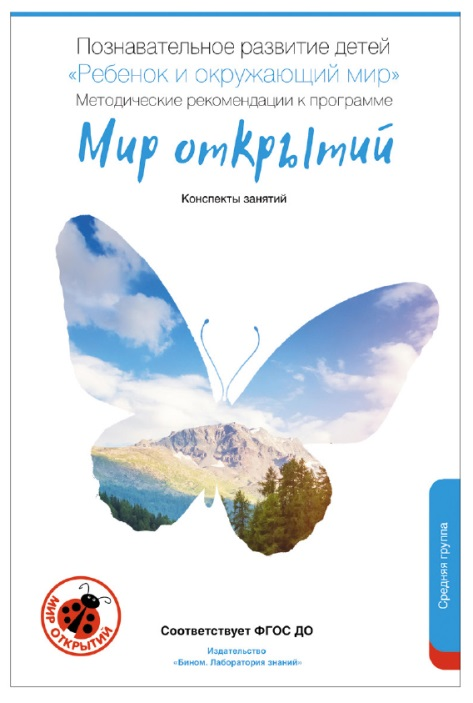 Познавательное развитие детей
«Ребенок и окружающий мир»
Методические рекомендации к программе
Мир открытий
Конспекты занятий
Средняя группа
МИР ОТКРЫТИЙ
Соответствует ФГОС ДО
Издательство
«Бином. Лаборатория знаний»